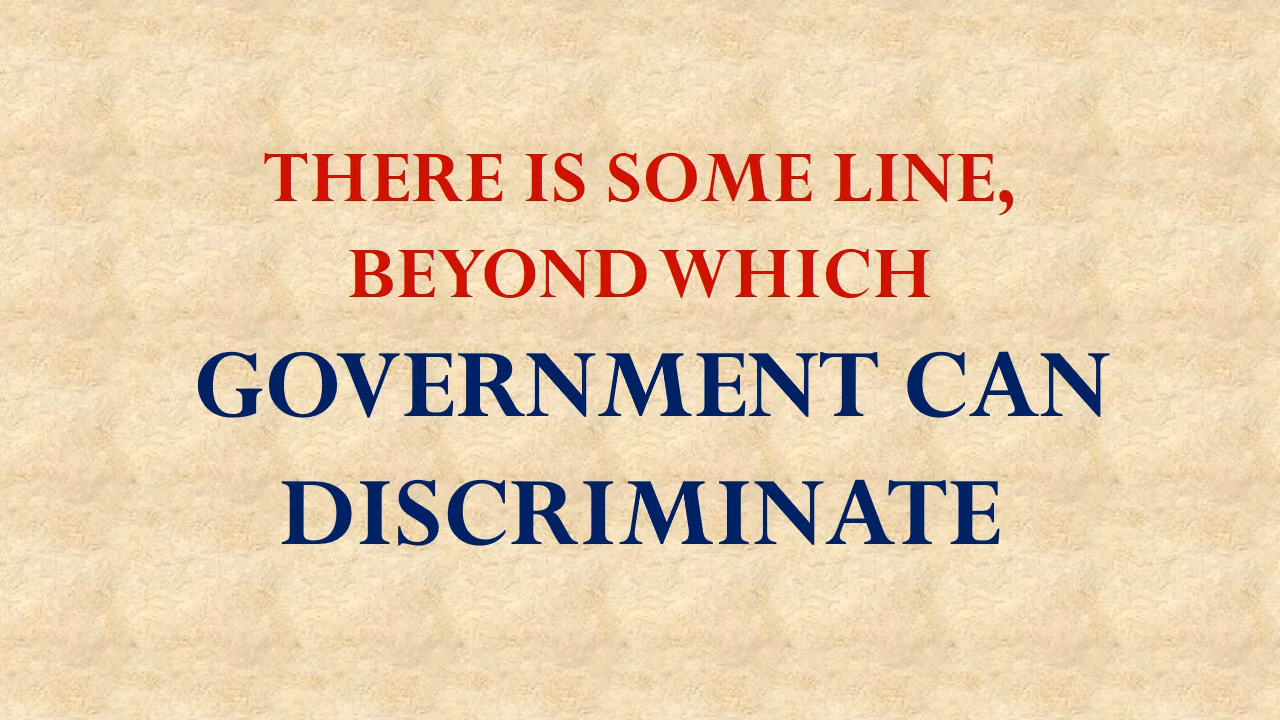 THERE IS SOME LINE,
BEYOND WHICH
GOVERNMENT CAN
DISCRIMINATE